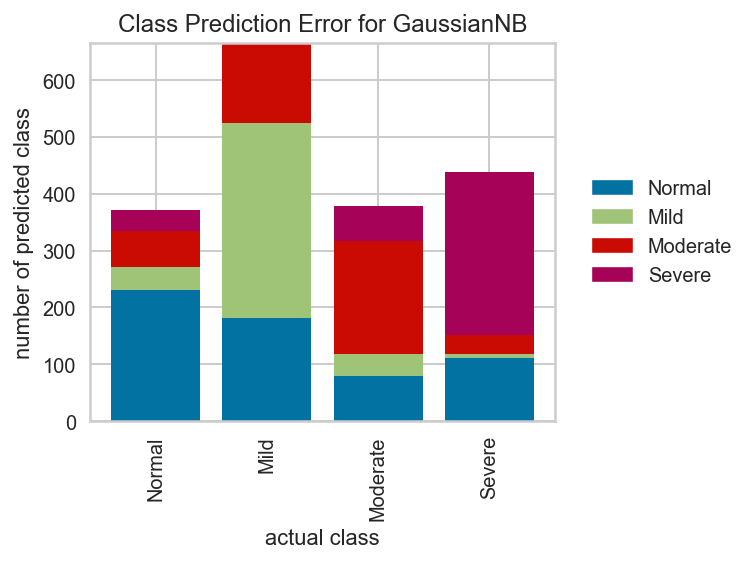 Class Prediction Error for GaussianNB
number of predicted class
600
500
400
300
200
100
0
Normal
Mild
Moderate
Severe
actual class
Normal
Mild
Moderate
Severe